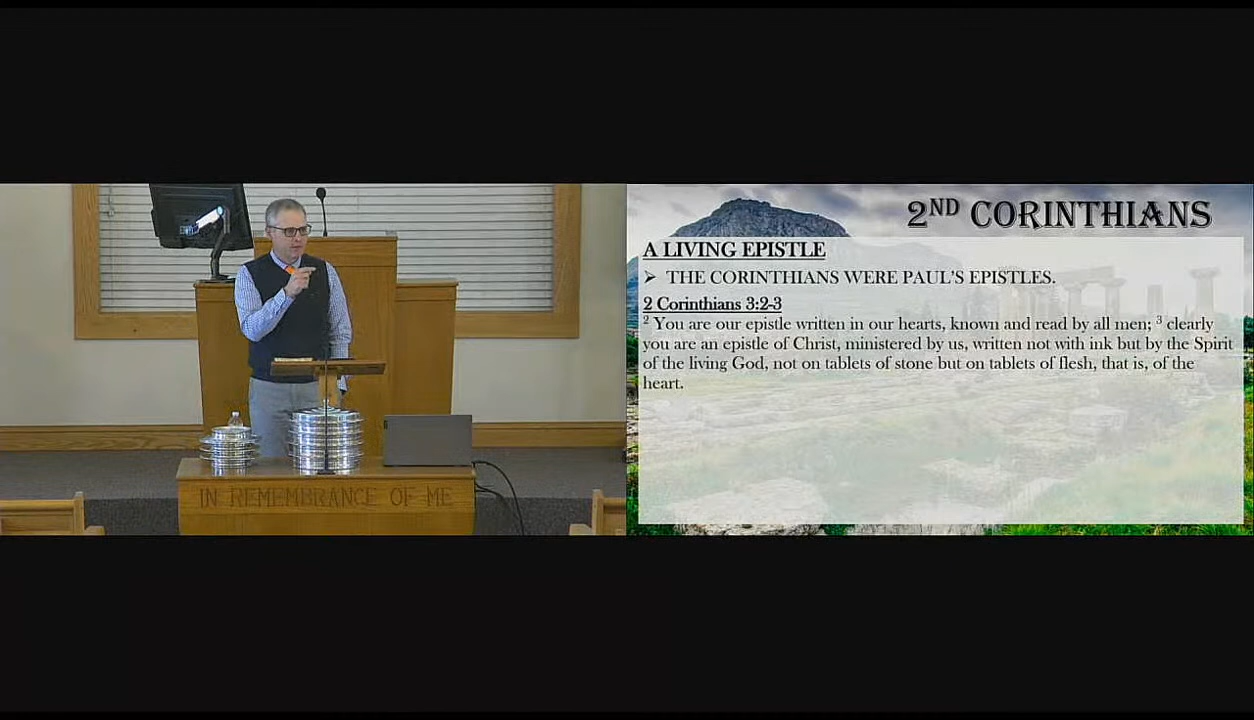 IN REMEMBRANCE OF ME
2ND CORINTHIANS
A LIVING EPISTLE
➢ THE CORINTHIANS WERE PAUL'S EPISTLES.
2 Corinthians 3:2-3
2 You are our epistle written in our hearts, known and read by all men; 3 clearly
you are an epistle of Christ, ministered by us, written not with ink but by the Spirit
of the living God, not on tablets of stone but on tablets of flesh, that is, of the
heart.